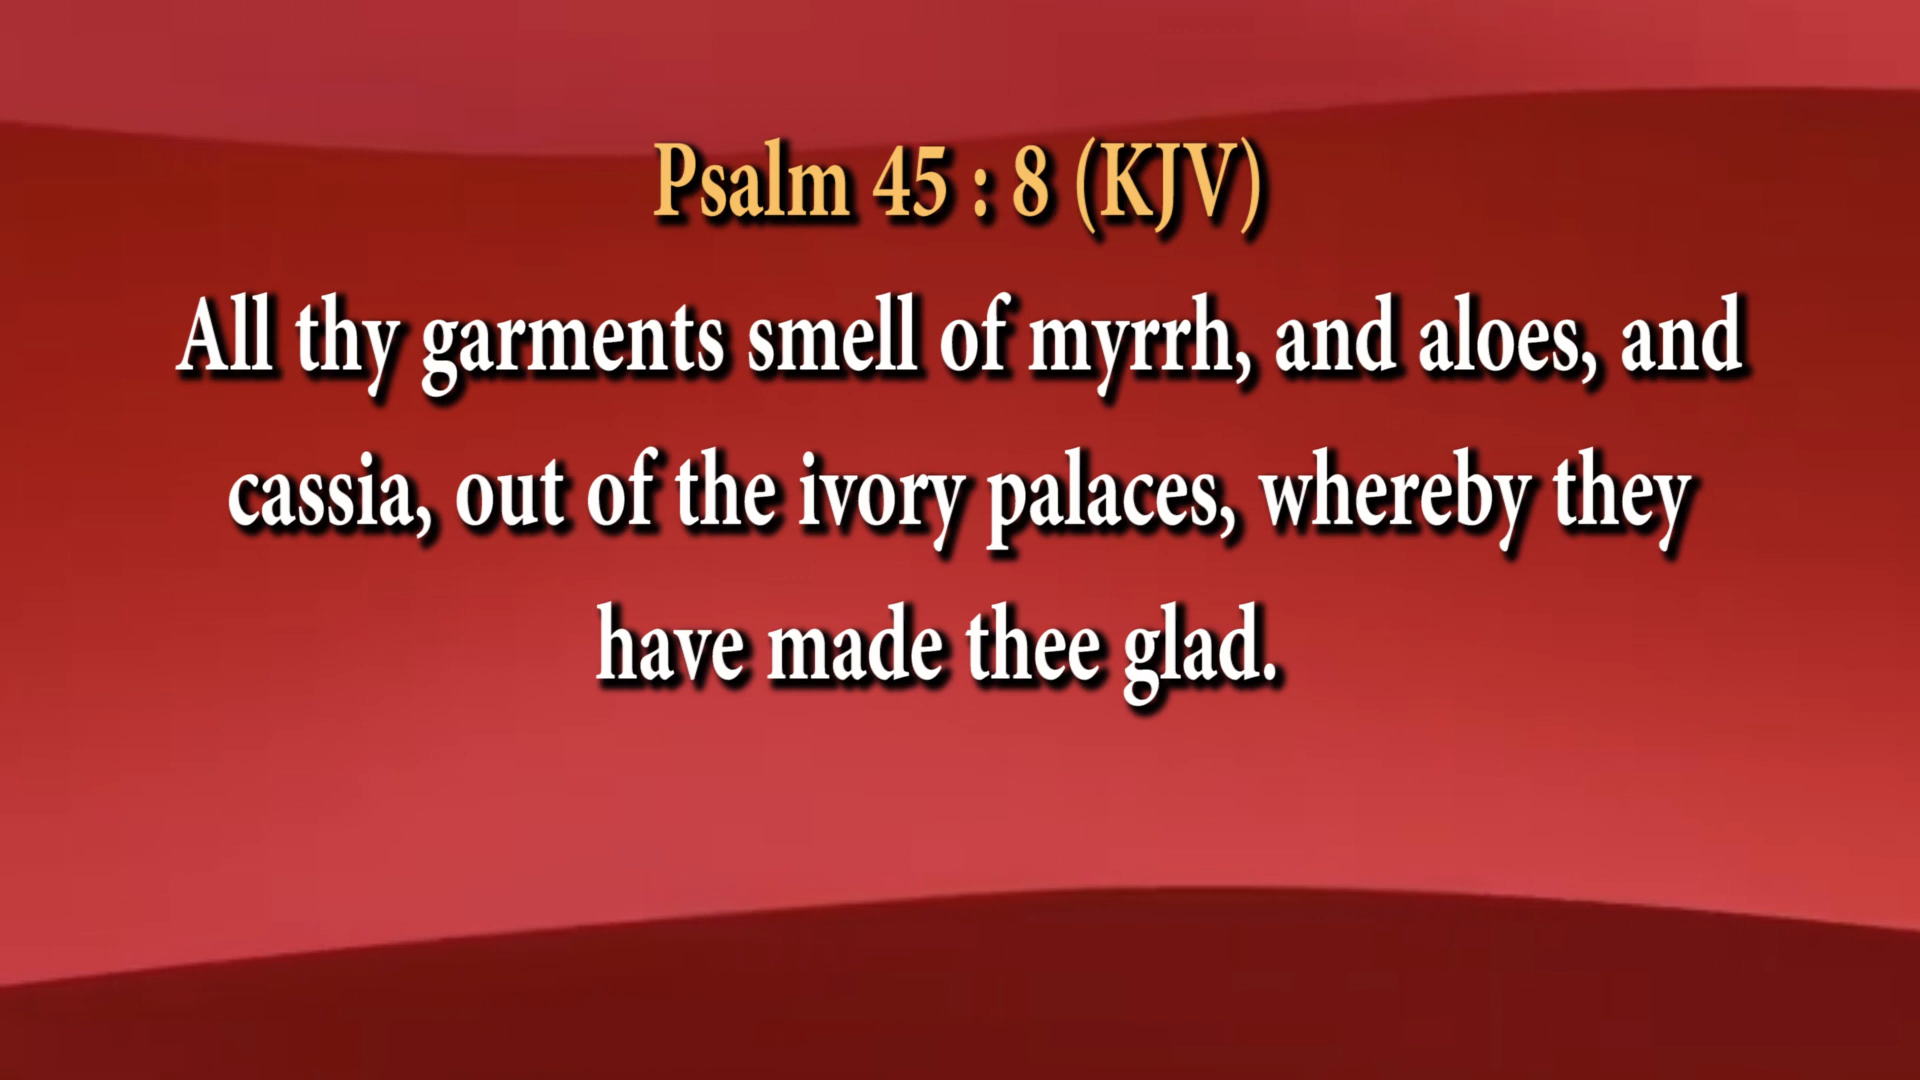 Psalm 45 : 8 (KJV)
All thy garments smell of myrrh, and aloes, and
cassia, out of the ivory palaces, whereby they
have made thee glad.